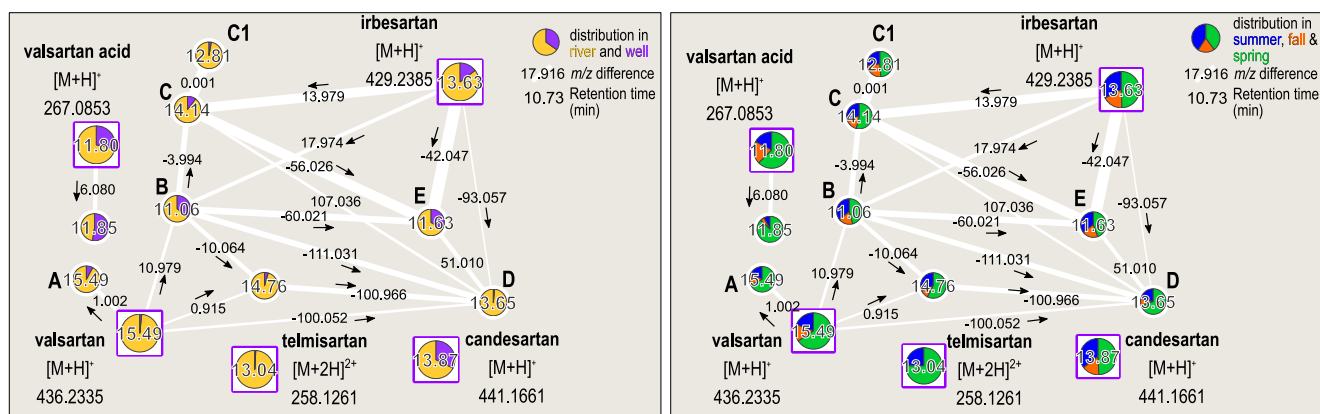 irbesartan
[M+H]⁺
429.2385
13.63
valsartan acid
[M+H]⁺
267.0853
11.80
C1
12.81
0.001
C
14.14
13.979
distribution in
river and well
17.916 m/z difference
10.73 Retention time
(min)
17.974
-3.994
-56.026
-42.047
-93.057
6.080
11.85
B
11.06
E
11.63
107.036
-60.021
-10.064
-111.031
51.010
A
15.49
1.002
10.979
14.76
0.915
-100.966
-100.052
D
13.65
15.49
valsartan
[M+H]⁺
436.2335
telmisartan
13.04
[M+2H]²⁺
258.1261
candesartan
13.87
[M+H]⁺
441.1661
irbesartan
[M+H]⁺
429.2385
13.63
valsartan acid
[M+H]⁺
267.0853
11.80
C1
12.81
0.001
C
14.14
13.979
distribution in
summer, fall &
spring
17.916 m/z difference
10.73 Retention time
(min)
17.974
-3.994
-56.026
-42.047
-93.057
6.080
11.85
B
11.06
E
11.63
107.036
-60.021
-10.064
-111.031
51.010
A
15.49
1.002
10.979
14.76
0.915
-100.966
-100.052
D
13.65
15.49
valsartan
[M+H]⁺
436.2335
telmisartan
13.04
[M+2H]²⁺
258.1261
candesartan
13.87
[M+H]⁺
441.1661